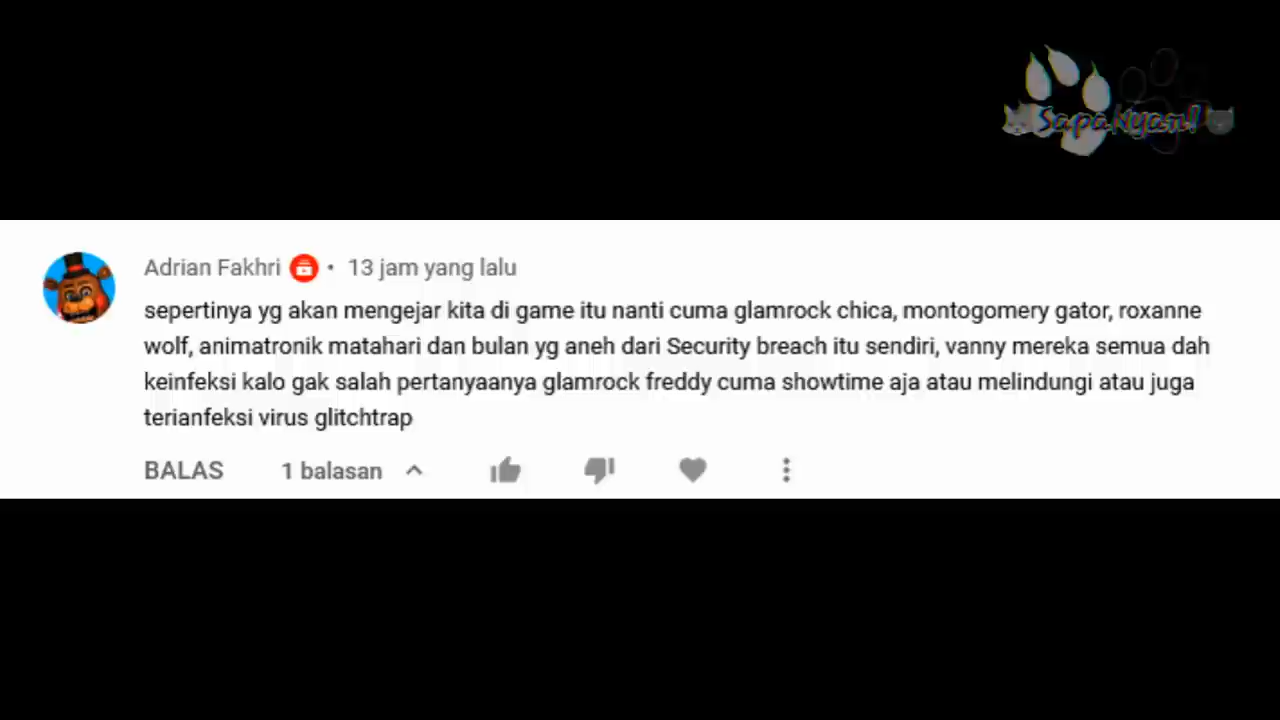 SapaNyan!!
Adrian Fakhri • 13 jam yang lalu
sepertinya yg akan mengejar kita di game itu nanti cuma glamrock chica, montogomery gator, roxanne
wolf, animatronik matahari dan bulan yg aneh dari Security breach itu sendiri, vanny mereka semua dah
keinfeksi kalo gak salah pertanyaanya glamrock freddy cuma showtime aja atau melindungi atau juga
terianfeksi virus glitchtrap
BALAS 1 balasan